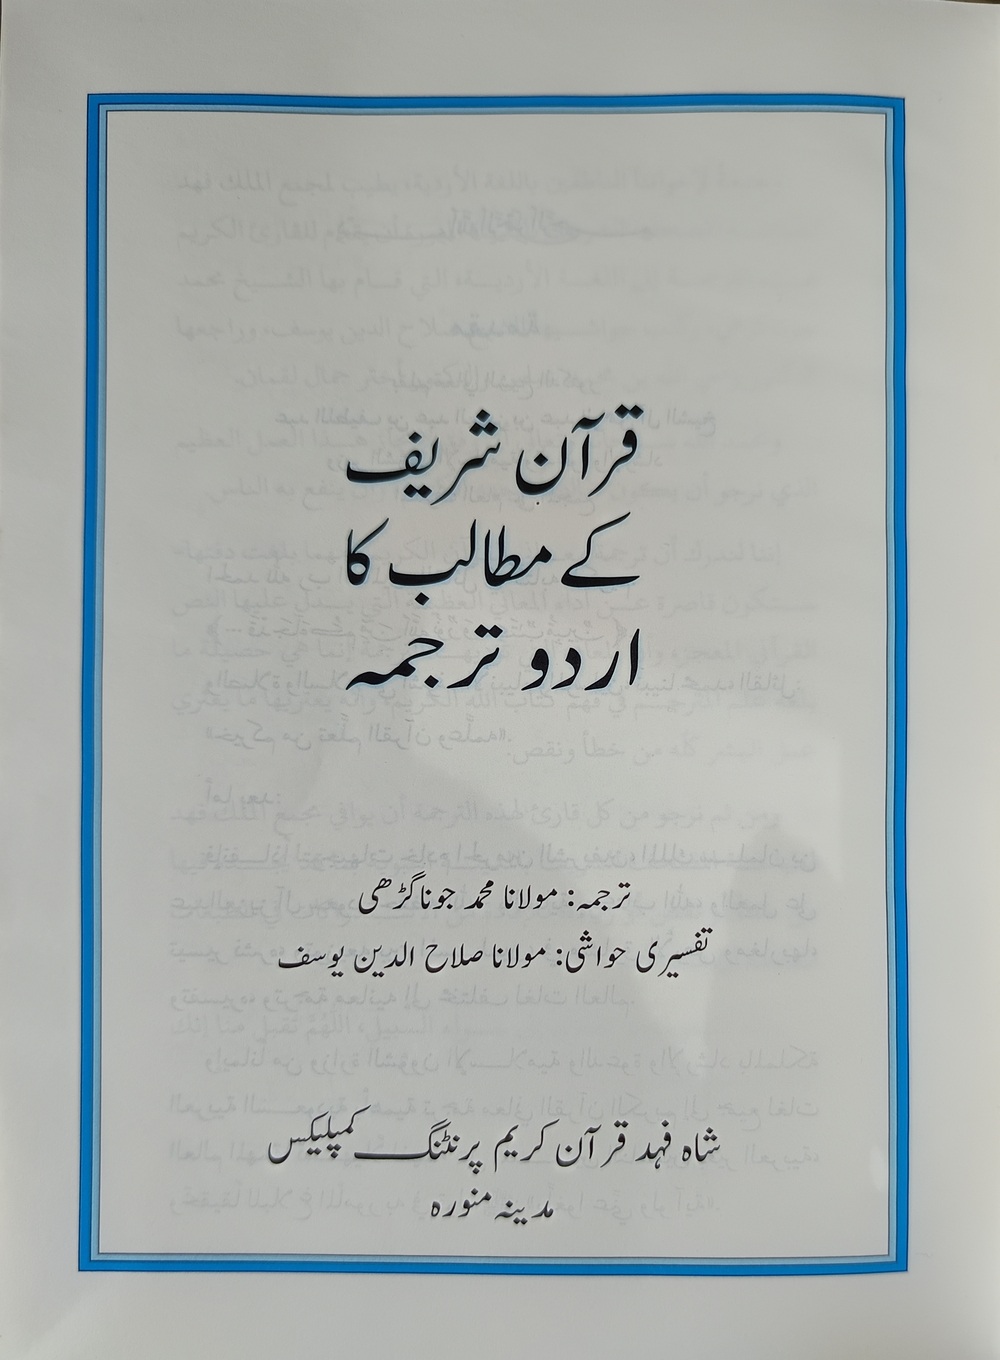 قرآن شریف
کے مطالب کا
اردو ترجمہ
ترجمہ: مولانا محمد جوناگڑھی
تفسیری حواشی: مولانا صلاح الدین یوسف
شاہ فہد قرآن کریم پرنٹنگ کمپلیکس
مدینہ منورہ